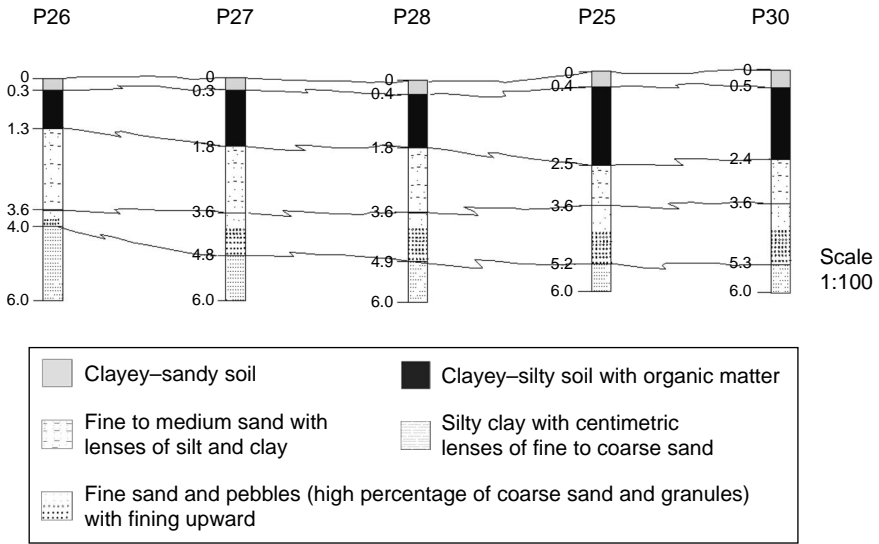 P26 P27 P28 P25 P30
0 0 0 0 0
0.3 0.3 0.4 0.4 0.5
1.3 1.8 1.8 2.5 2.4
3.6 3.6 3.6 3.6 3.6
4.0 4.8 4.9 5.2 5.3
6.0 6.0 6.0 6.0 6.0
Scale
1:100
Clayey–sandy soil
Clayey–silty soil with organic matter
Fine to medium sand with
lenses of silt and clay
Silty clay with centimetric
lenses of fine to coarse sand
Fine sand and pebbles (high percentage of coarse sand and granules)
with fining upward